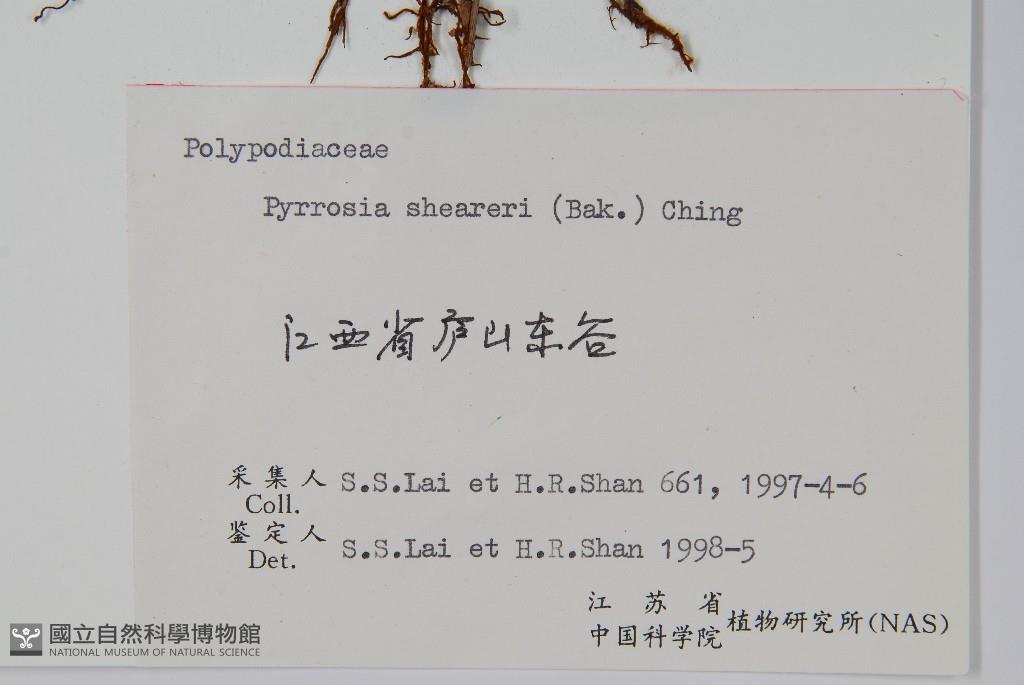 Polypodiaceae
Pyrrosia sheareri (Bak.) Ching
江西省庐山东谷
采集人 S.S.Lai et H.R.Shan 661, 1997-4-6
Coll.
鉴定人 S.S.Lai et H.R.Shan 1998-5
Det.
江苏省
中国科学院植物研究所(NAS)
國立自然科學博物館
NATIONAL MUSEUM OF NATURAL SCIENCE